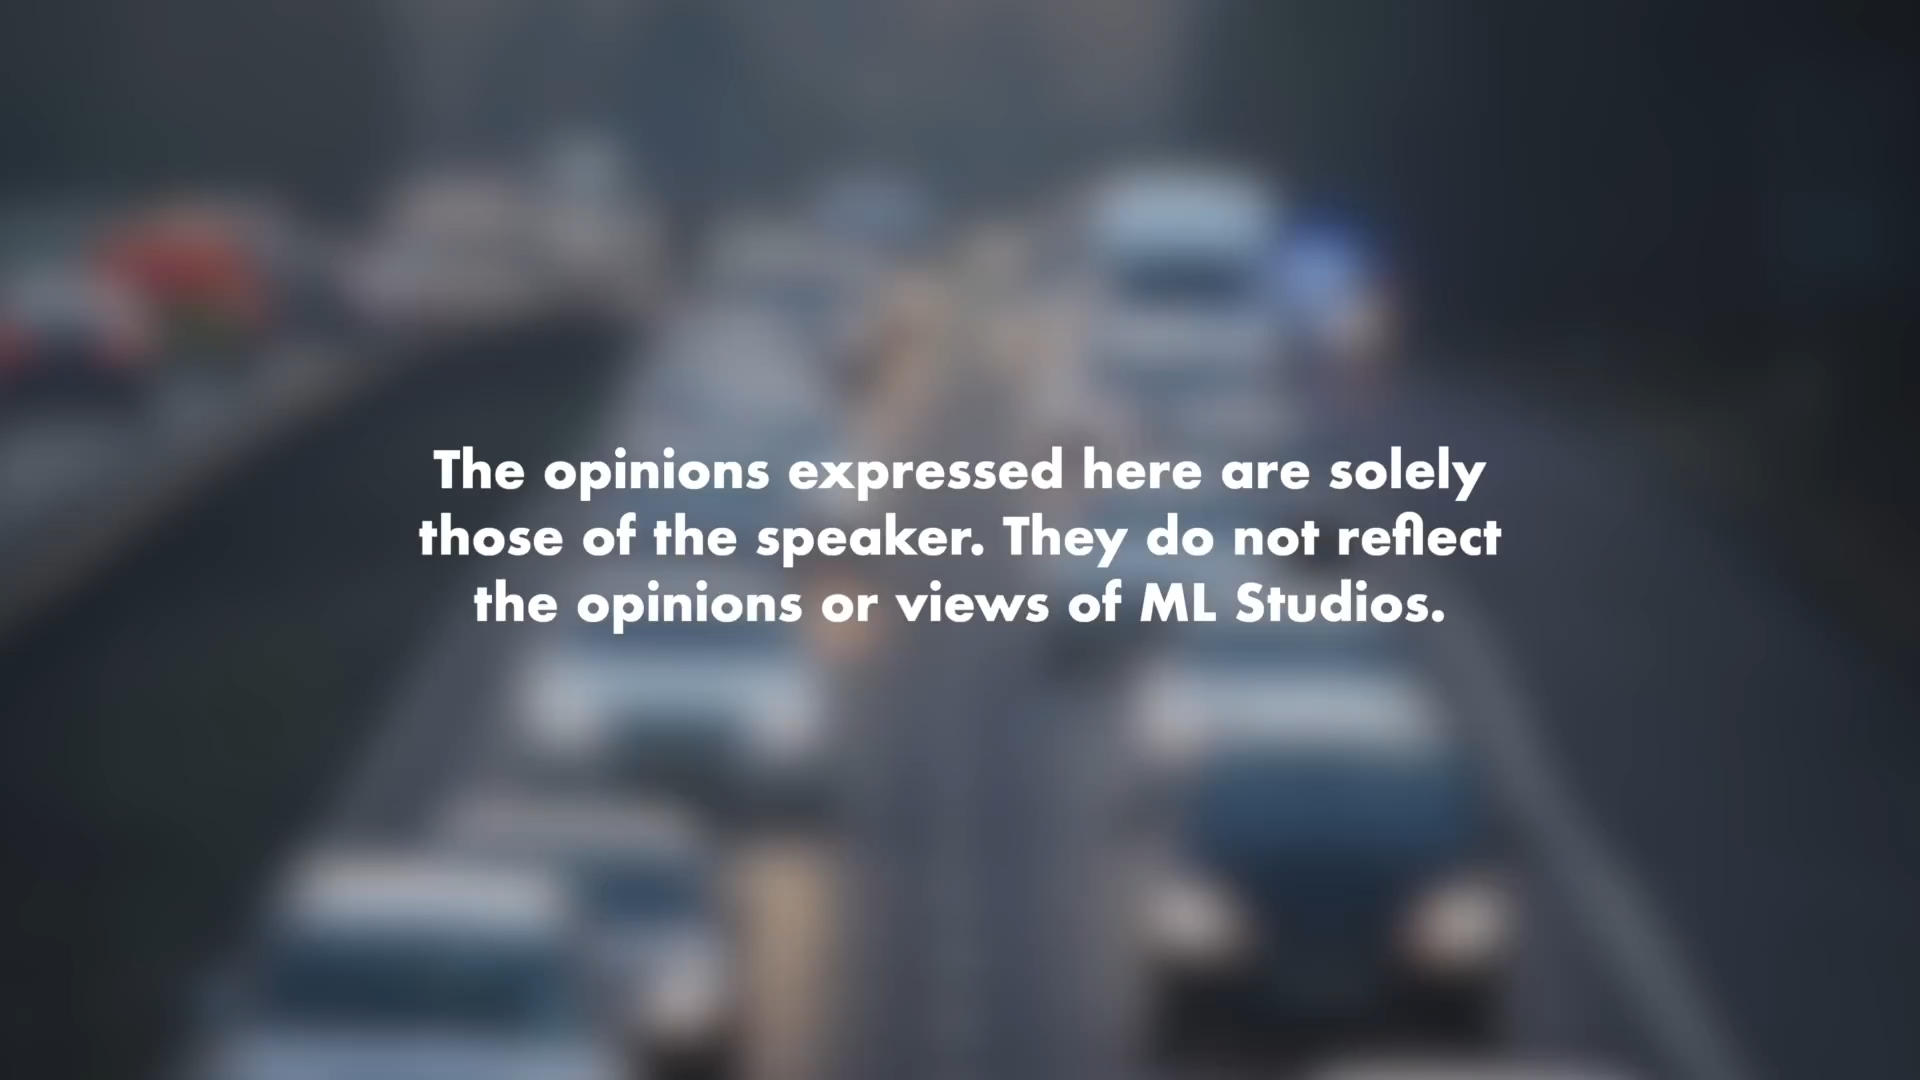 The opinions expressed here are solely
those of the speaker. They do not reflect
the opinions or views of ML Studios.